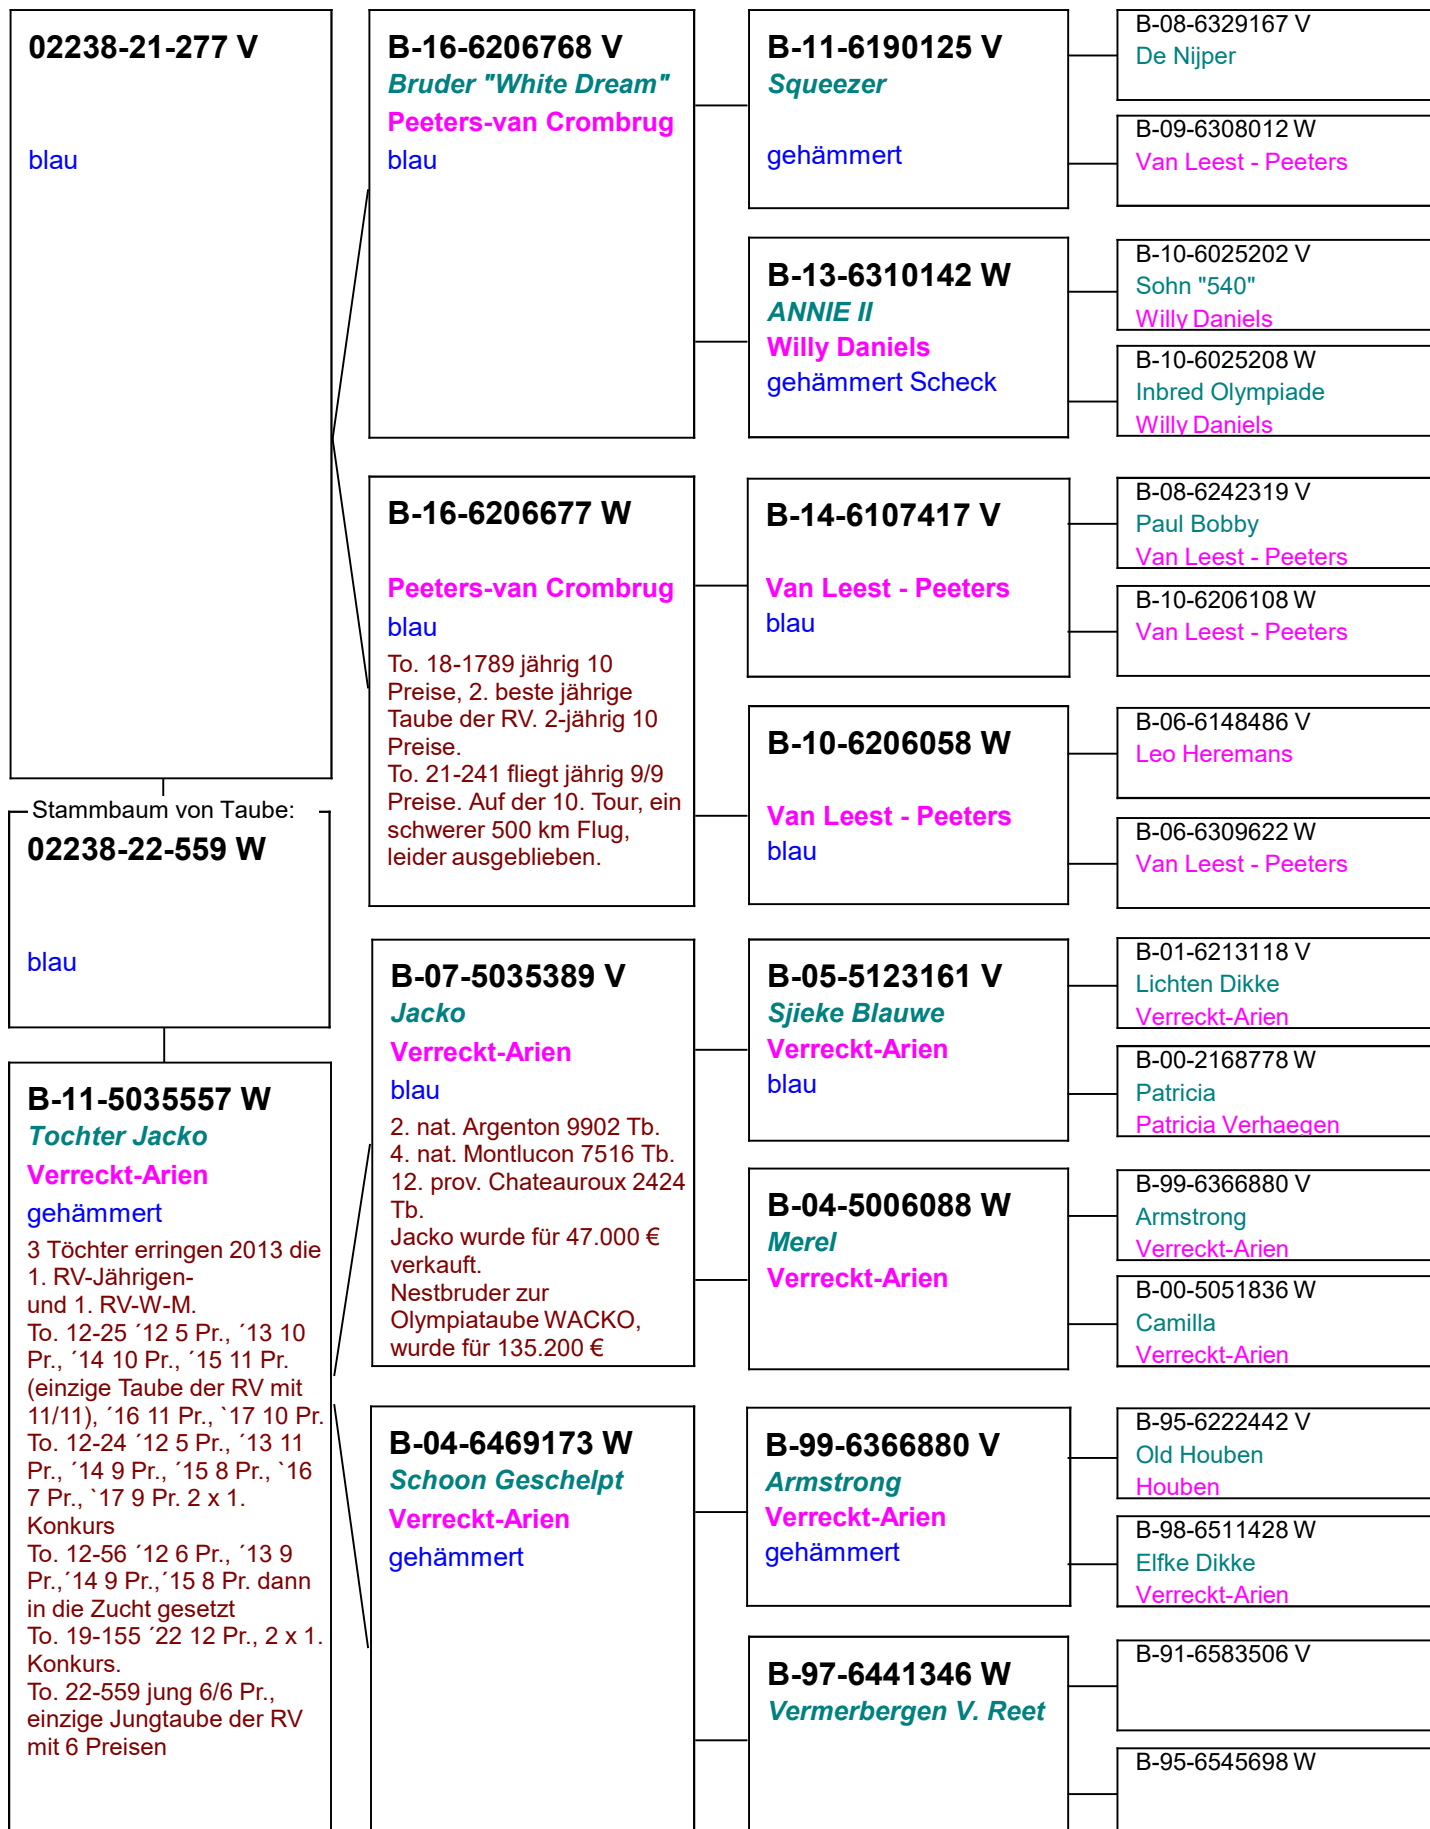 02238-21-277 V
blau
Stammbaum von Taube:
02238-22-559 W
blau
B-11-5035557 W
Tochter Jacko
Verreckt-Arien
gehämmert
3 Töchter erringen 2013 die
1. RV-Jährigen-
und 1. RV-W-M.
To. 12-25 ´12 5 Pr., ´13 10
Pr., ´14 10 Pr., ´15 11 Pr.
(einzige Taube der RV mit
11/11), ´16 11 Pr., `17 10 Pr.
To. 12-24 ´12 5 Pr., ´13 11
Pr., ´14 9 Pr., ´15 8 Pr., `16
7 Pr., `17 9 Pr. 2 x 1.
Konkurs
To. 12-56 ´12 6 Pr., ´13 9
Pr.,´14 9 Pr.,´15 8 Pr. dann
in die Zucht gesetzt
To. 19-155 ´22 12 Pr., 2 x 1.
Konkurs.
To. 22-559 jung 6/6 Pr.,
einzige Jungtaube der RV
mit 6 Preisen
B-16-6206768 V
Bruder "White Dream"
Peeters-van Crombrug
blau
B-16-6206677 W
Peeters-van Crombrug
blau
To. 18-1789 jährig 10
Preise, 2. beste jährige
Taube der RV. 2-jährig 10
Preise.
To. 21-241 fliegt jährig 9/9
Preise. Auf der 10. Tour, ein
schwerer 500 km Flug,
leider ausgeblieben.
B-07-5035389 V
Jacko
Verreckt-Arien
blau
2. nat. Argenton 9902 Tb.
4. nat. Montlucon 7516 Tb.
12. prov. Chateauroux 2424
Tb.
Jacko wurde für 47.000 €
verkauft.
Nestbruder zur
Olympiataube WACKO,
wurde für 135.200 €
B-04-6469173 W
Schoon Geschelpt
Verreckt-Arien
gehämmert
B-11-6190125 V
Squeezer
gehämmert
B-13-6310142 W
ANNIE II
Willy Daniels
gehämmert Scheck
B-14-6107417 V
Van Leest - Peeters
blau
B-10-6206058 W
Van Leest - Peeters
blau
B-05-5123161 V
Sjieke Blauwe
Verreckt-Arien
blau
B-04-5006088 W
Merel
Verreckt-Arien
B-99-6366880 V
Armstrong
Verreckt-Arien
gehämmert
B-97-6441346 W
Vermerbergen V. Reet
B-08-6329167 V
De Nijper
B-09-6308012 W
Van Leest - Peeters
B-10-6025202 V
Sohn "540"
Willy Daniels
B-10-6025208 W
Inbred Olympiade
Willy Daniels
B-08-6242319 V
Paul Bobby
Van Leest - Peeters
B-10-6206108 W
Van Leest - Peeters
B-06-6148486 V
Leo Heremans
B-06-6309622 W
Van Leest - Peeters
B-01-6213118 V
Lichten Dikke
Verreckt-Arien
B-00-2168778 W
Patricia
Patricia Verhaegen
B-99-6366880 V
Armstrong
Verreckt-Arien
B-00-5051836 W
Camilla
Verreckt-Arien
B-95-6222442 V
Old Houben
Houben
B-98-6511428 W
Elfke Dikke
Verreckt-Arien
B-91-6583506 V
B-95-6545698 W